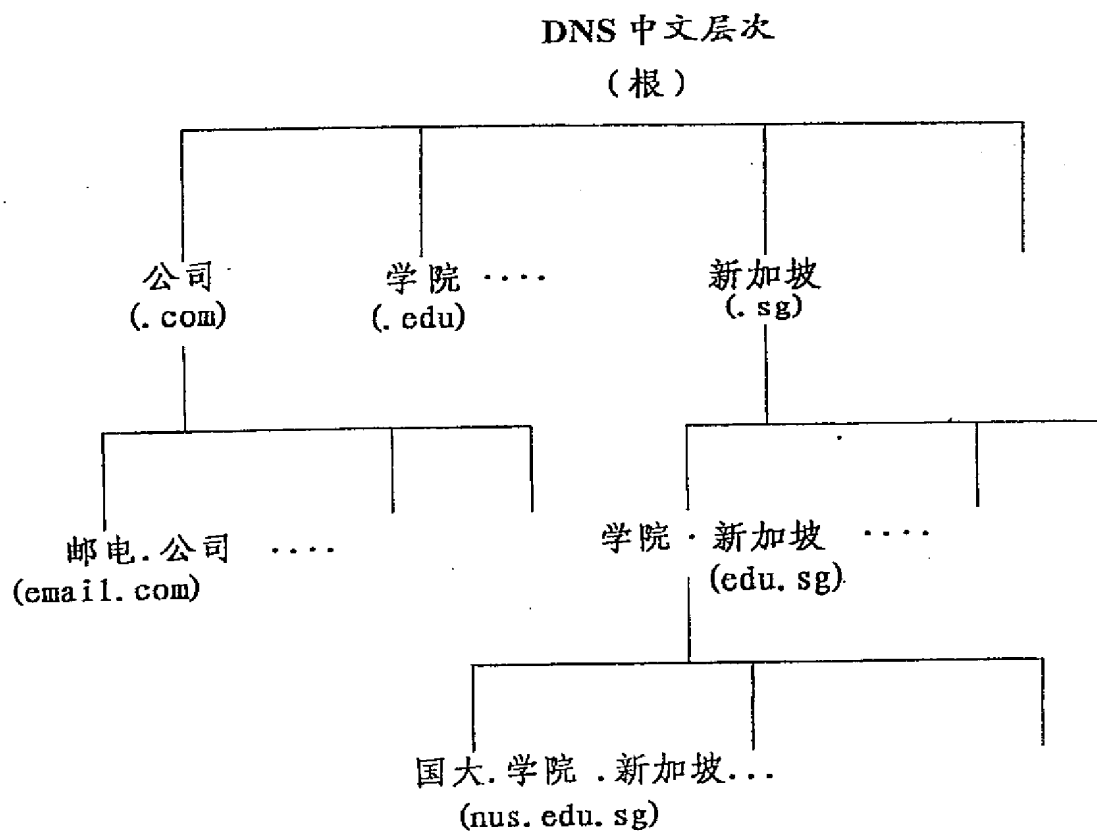 DNS 中文层次
（根）
公司 学院 ···· 新加坡
(.com) (.edu) (.sg)
邮电.公司 ···· 学院·新加坡 ····
(email.com) (edu.sg)
国大.学院.新加坡...
(nus.edu.sg)